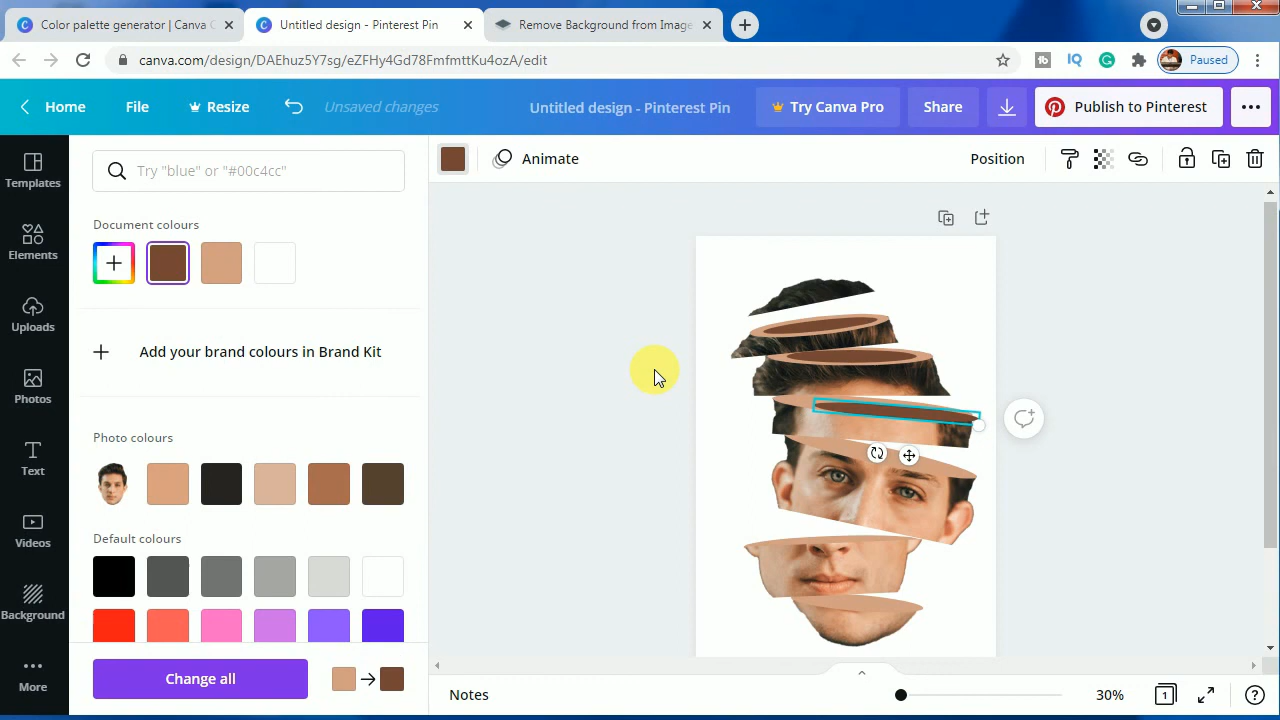 Color palette generator | Canva C
Untitled design - Pinterest Pin
Remove Background from Image
canva.com/design/DAEhuz5Y7sg/eZFHy4Gd78FmfmtbKu4ozA/edit
Paused
Home
File
Resize
Unsaved changes
Untitled design - Pinterest Pin
Try Canva Pro
Share
Publish to Pinterest
Templates
Elements
Uploads
Photos
Text
Videos
Background
More
Try "blue" or "#00c4cc"
Document colours
Add your brand colours in Brand Kit
Photo colours
Default colours
Change all
Animate
Position
Notes
30%
1